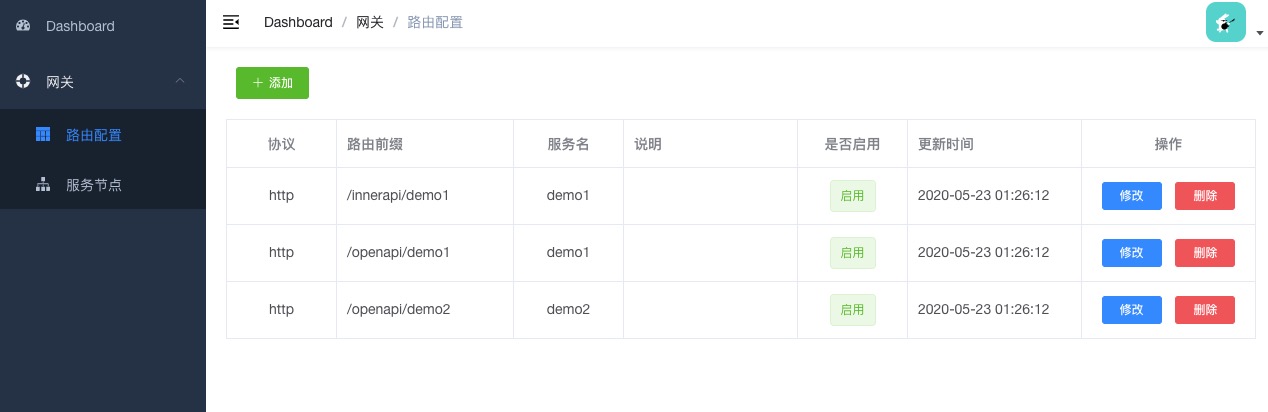 Dashboard
Dashboard / 网关 / 路由配置
网关
路由配置
服务节点
+ 添加
协议 路由前缀 服务名 说明 是否启用 更新时间 操作
http /innerapi/demo1 demo1 启用 2020-05-23 01:26:12 修改 删除
http /openapi/demo1 demo1 启用 2020-05-23 01:26:12 修改 删除
http /openapi/demo2 demo2 启用 2020-05-23 01:26:12 修改 删除